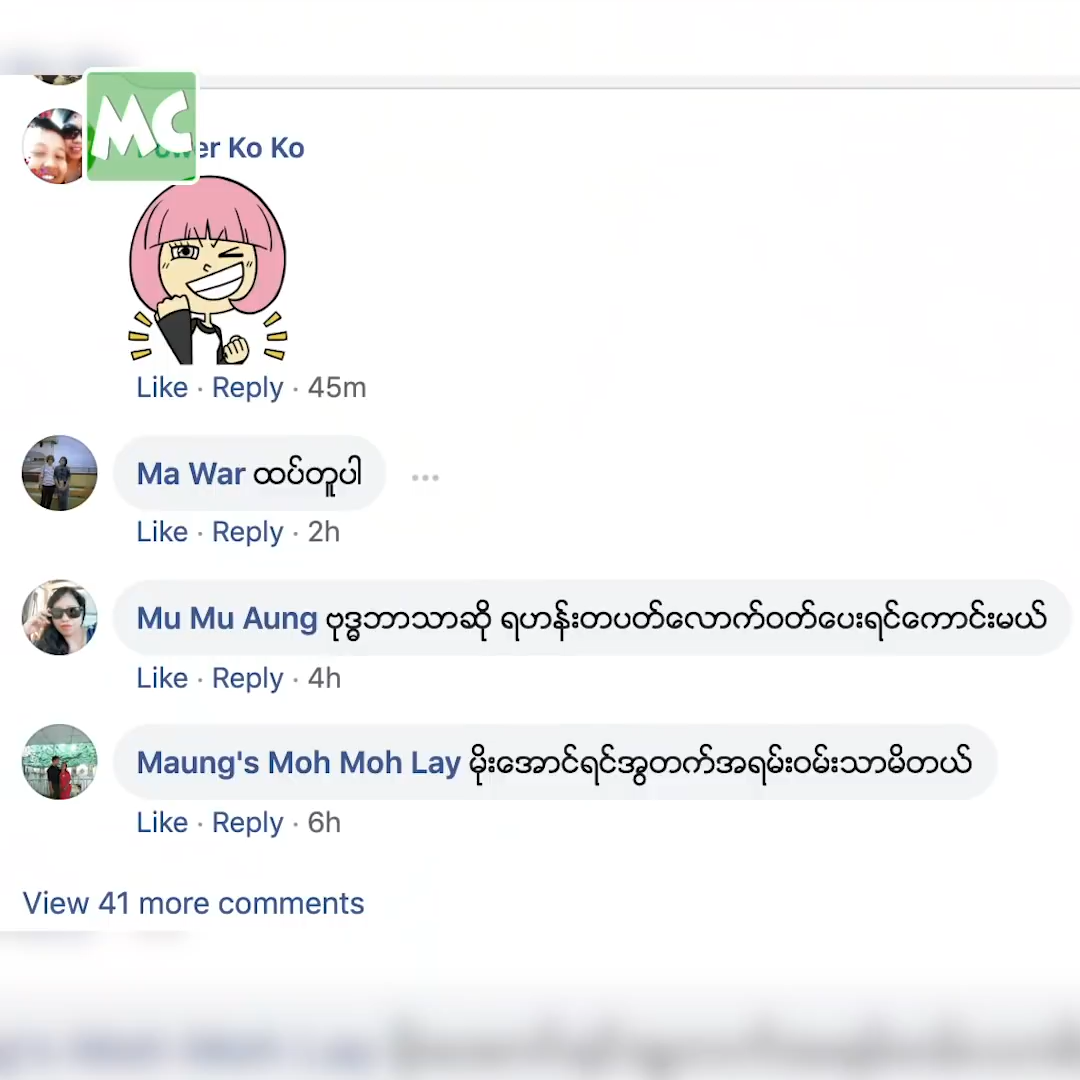 MC
Power Ko Ko
Like · Reply · 45m
Ma War ထပ်တူပါ
Like · Reply · 2h
Mu Mu Aung ဗုဒ္ဓဘာသာဆို ရဟန်းတပတ်လောက်ဝတ်ပေးရင်ကောင်းမယ်
Like · Reply · 4h
Maung's Moh Moh Lay မိုးအောင်ရင်အွတက်အရမ်းဝမ်းသာမိတယ်
Like · Reply · 6h
View 41 more comments